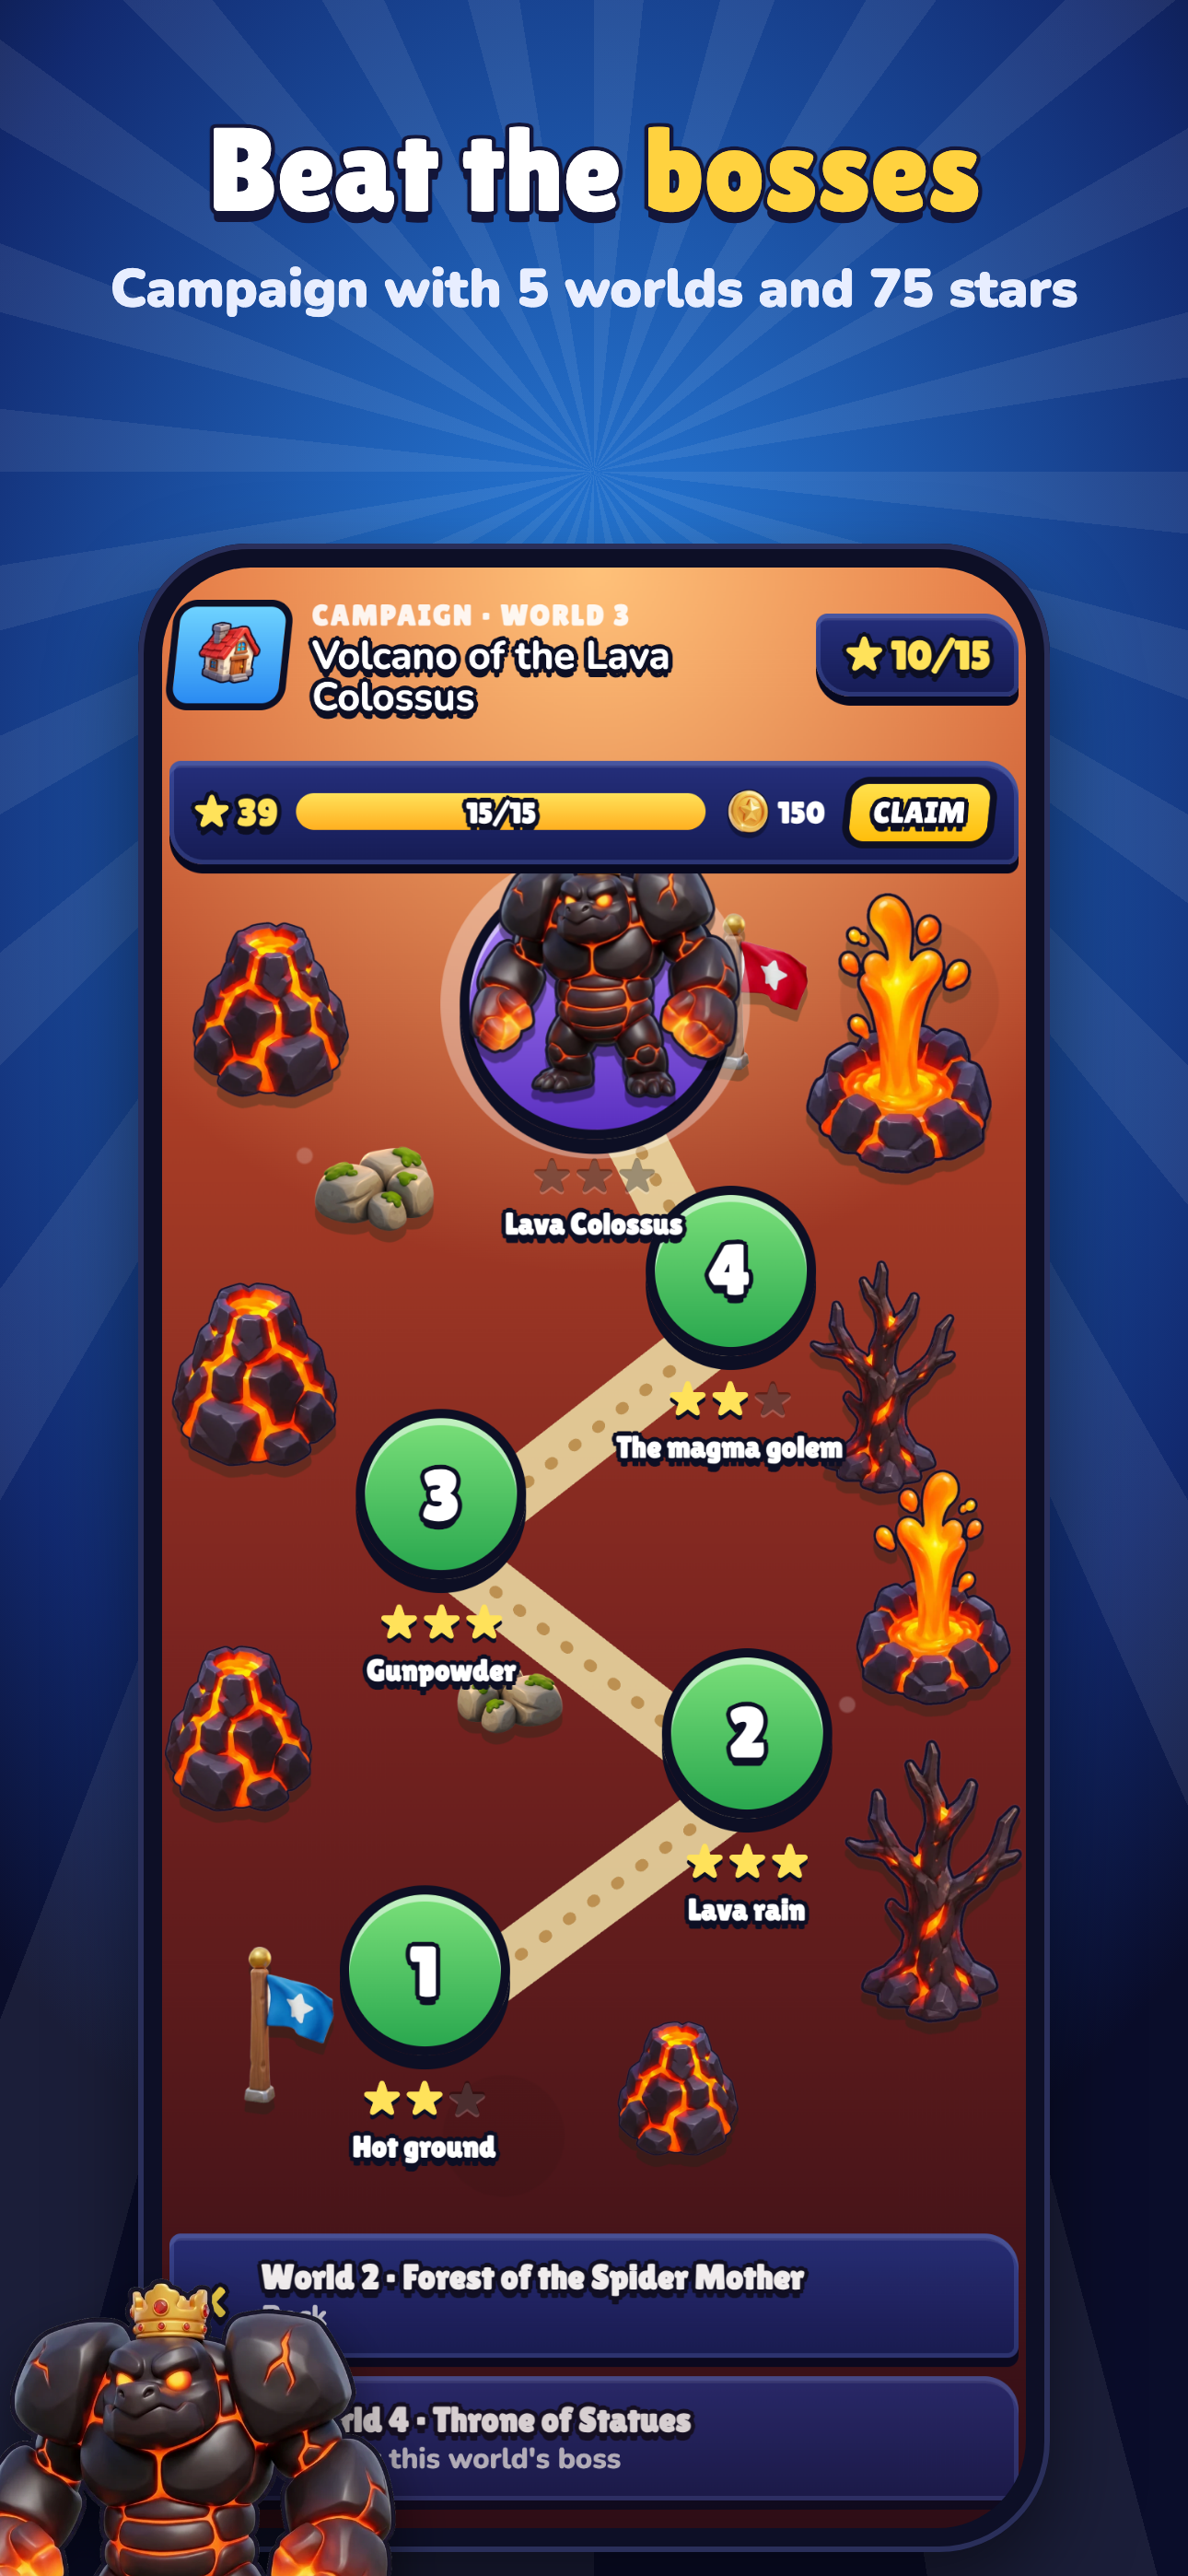 Beat the bosses
Campaign with 5 worlds and 75 stars
CAMPAIGN · WORLD 3
Volcano of the Lava
Colossus
10/15
39
15/15
150
CLAIM
Lava Colossus
4
The magma golem
3
Gunpowder
2
Lava rain
1
Hot ground
World 2 · Forest of the Spider Mother
4 · Throne of Statues
this world's boss